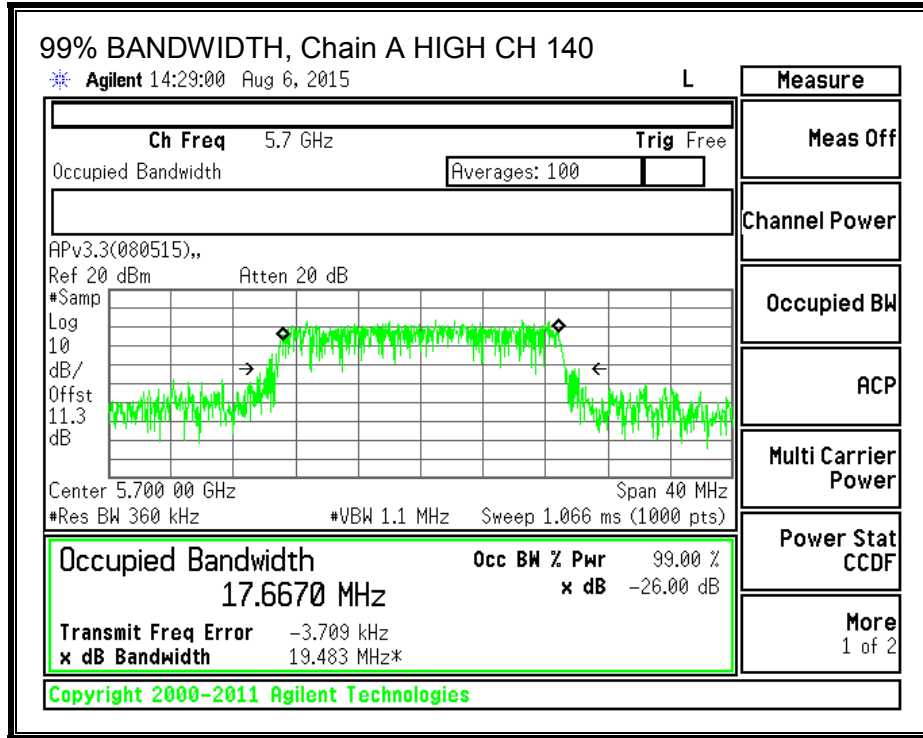 99% BANDWIDTH, Chain A HIGH CH 140
Agilent 14:29:00 Aug 6, 2015 L
Measure
Ch Freq 5.7 GHz Trig Free
Meas Off
Occupied Bandwidth Averages: 100
Channel Power
APv3.3(080515),,
Ref 20 dBm Atten 20 dB
#Samp
Log
10
dB/
Offst
11.3
dB
Occupied BW
ACP
Multi Carrier
Power
Center 5.700 00 GHz Span 40 MHz
#Res BW 360 kHz #VBW 1.1 MHz Sweep 1.066 ms (1000 pts)
Power Stat
CCDF
Occupied Bandwidth Occ BW % Pwr 99.00 %
17.6670 MHz x dB -26.00 dB
Transmit Freq Error -3.709 kHz
x dB Bandwidth 19.483 MHz*
More
1 of 2
Copyright 2000-2011 Agilent Technologies